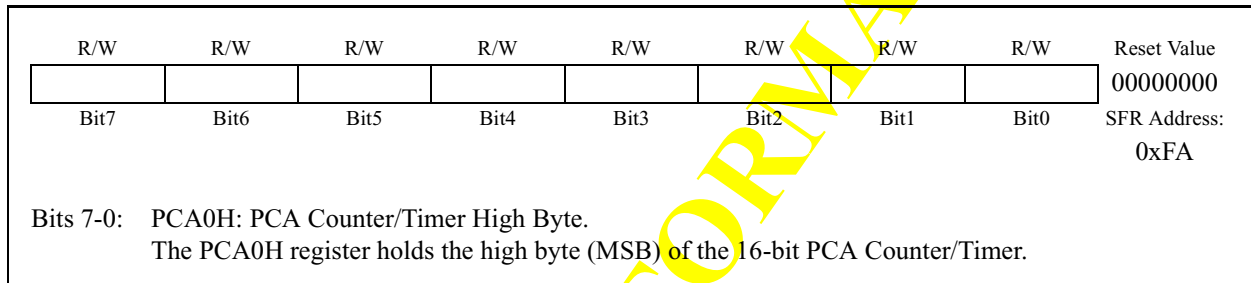 R/W R/W R/W R/W R/W R/W R/W R/W Reset Value
00000000
Bit7 Bit6 Bit5 Bit4 Bit3 Bit2 Bit1 Bit0 SFR Address:
0xFA
Bits 7-0: PCA0H: PCA Counter/Timer High Byte.
The PCA0H register holds the high byte (MSB) of the 16-bit PCA Counter/Timer.